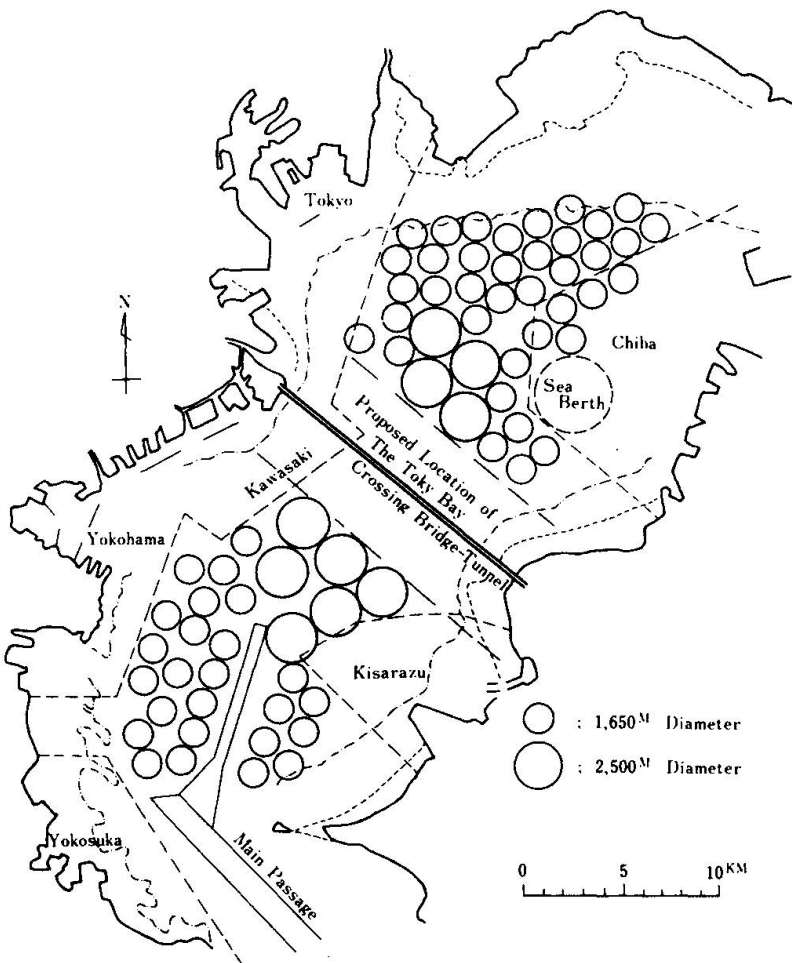 Tokyo
N
Chiba
Sea
Berth
Proposed Location of
The Toky Bay
Crossing Bridge-Tunnel
Kawasaki
Yokohama
Kisarazu
: 1,650ᴹ Diameter
: 2,500ᴹ Diameter
Yokosuka
Main Passage
0 5 10ᴷᴹ